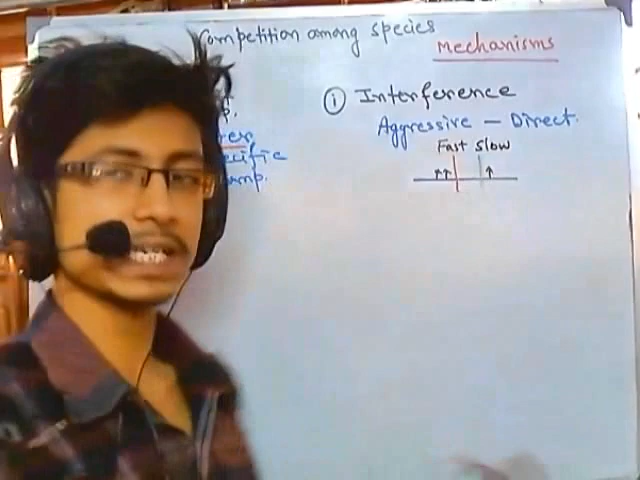 Competition among species
Mechanisms
① Interference
Aggressive – Direct.
Fast Slow
↑↑ ↑